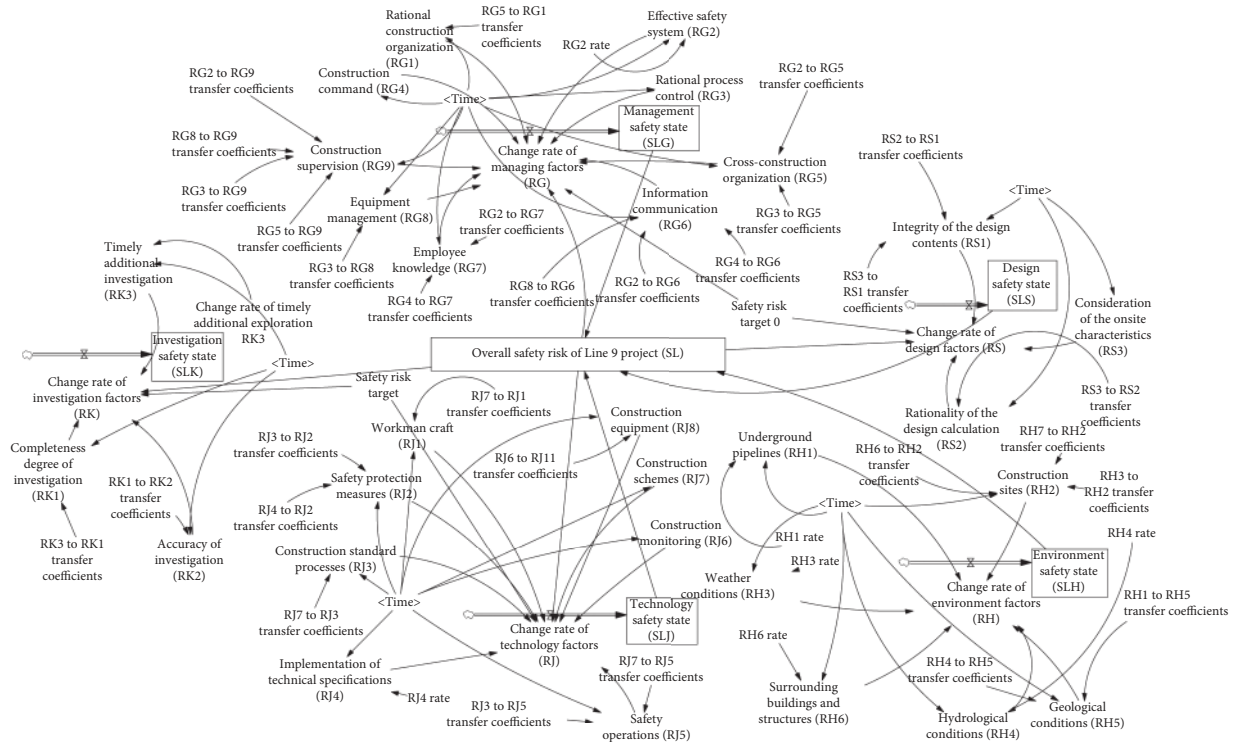 Rational
construction
organization
(RG1)
RG5 to RG1
transfer
coefficients
Effective safety
system (RG2)
RG2 rate
Construction
command (RG4)
<Time>
Rational process
control (RG3)
RG2 to RG5
transfer coefficients
RG2 to RG9
transfer coefficients
Management
safety state
(SLG)
RG8 to RG9
transfer coefficients
Construction
supervision (RG9)
Change rate of
managing factors
(RG)
Cross-construction
organization (RG5)
RS2 to RS1
transfer coefficients
RG3 to RG9
transfer coefficients
Equipment
management (RG8)
Information
communication
(RG6)
<Time>
RG5 to RG9
transfer coefficients
RG2 to RG7
transfer coefficients
RG3 to RG5
transfer coefficients
Integrity of the design
contents (RS1)
Timely
additional
investigation
(RK3)
RG3 to RG8
transfer coefficients
Employee
knowledge (RG7)
RG4 to RG6
transfer coefficients
RS3 to
RS1 transfer
coefficients
Design
safety state
(SLS)
RG4 to RG7
transfer coefficients
RG8 to RG6
transfer coefficients
RG2 to RG6
transfer coefficients
Safety risk
target 0
Consideration
of the onsite
characteristics
(RS3)
Change rate of timely
additional exploration
RK3
Change rate of
design factors (RS)
Investigation
safety state
(SLK)
<Time>
Overall safety risk of Line 9 project (SL)
Change rate of
investigation factors
(RK)
Safety risk
target
RJ7 to RJ1
transfer coefficients
RS3 to RS2
transfer
coefficients
Rationality of the
design calculation
(RS2)
Workman craft
(RJ1)
Construction
equipment (RJ8)
RH7 to RH2
transfer coefficients
Completeness
degree of
investigation
(RK1)
RJ3 to RJ2
transfer coefficients
RJ6 to RJ11
transfer coefficients
Underground
pipelines (RH1)
RH6 to RH2
transfer
coefficients
Construction
sites (RH2)
RH3 to
RH2 transfer
coefficients
RK1 to RK2
transfer
coefficients
Safety protection
measures (RJ2)
Construction
schemes (RJ7)
<Time>
RJ4 to RJ2
transfer coefficients
Construction
monitoring (RJ6)
RH1 rate
RH4 rate
RK3 to RK1
transfer
coefficients
Accuracy of
investigation
(RK2)
Construction standard
processes (RJ3)
RH3 rate
Weather
conditions (RH3)
Environment
safety state
(SLH)
<Time>
Change rate of
environment factors
(RH)
RH1 to RH5
transfer coefficients
RJ7 to RJ3
transfer coefficients
Change rate of
technology factors
(RJ)
Technology
safety state
(SLJ)
RH6 rate
Implementation of
technical specifications
(RJ4)
RJ7 to RJ5
transfer coefficients
RH4 to RH5
transfer coefficients
RJ4 rate
RJ3 to RJ5
transfer coefficients
Safety
operations (RJ5)
Surrounding
buildings and
structures (RH6)
Hydrological
conditions (RH4)
Geological
conditions (RH5)